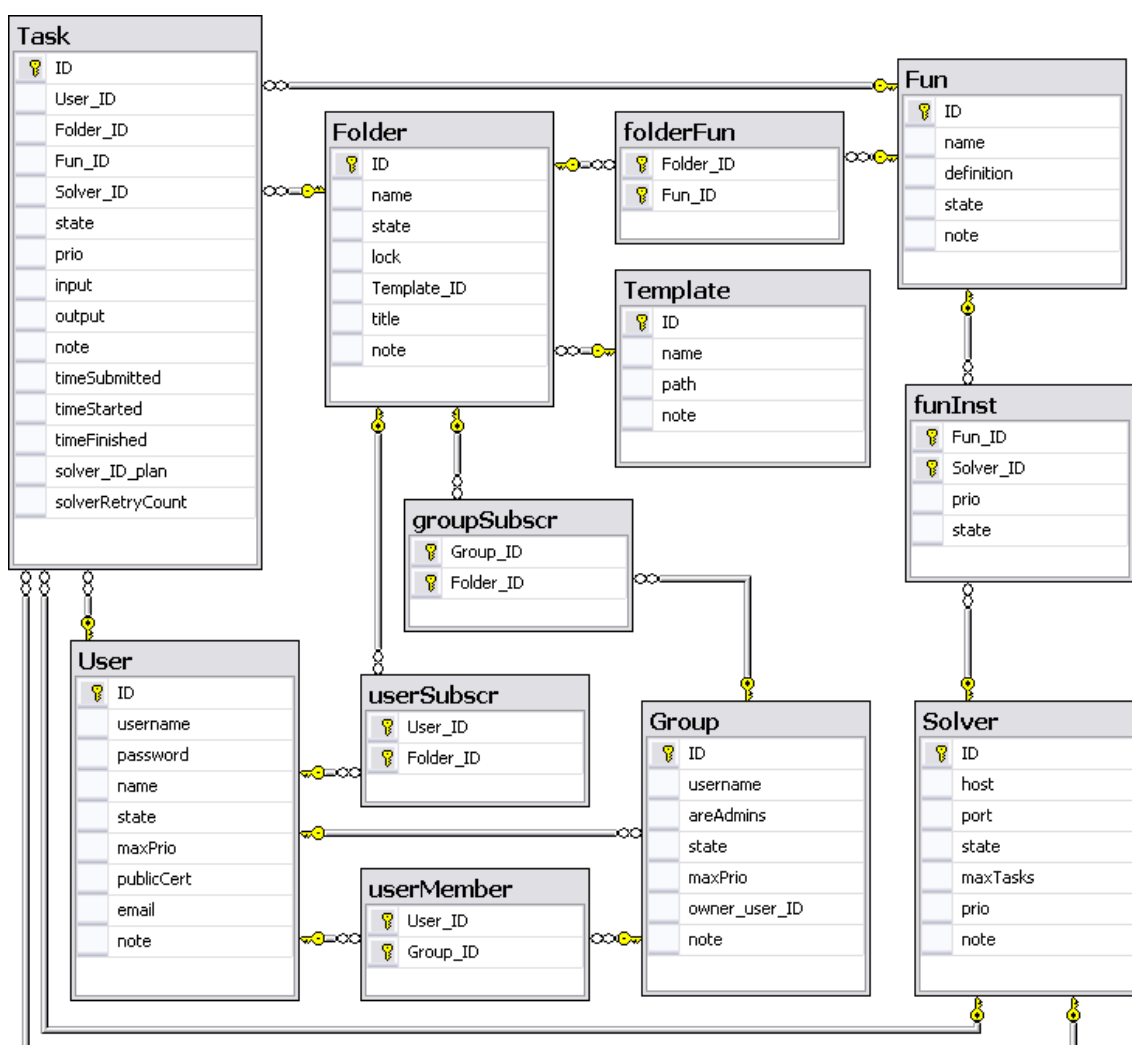 Task
ID
User_ID
Folder_ID
Fun_ID
Solver_ID
state
prio
input
output
note
timeSubmitted
timeStarted
timeFinished
solver_ID_plan
solverRetryCount
Folder
ID
name
state
lock
Template_ID
title
note
folderFun
Folder_ID
Fun_ID
Fun
ID
name
definition
state
note
Template
ID
name
path
note
funInst
Fun_ID
Solver_ID
prio
state
groupSubscr
Group_ID
Folder_ID
User
ID
username
password
name
state
maxPrio
publicCert
email
note
userSubscr
User_ID
Folder_ID
userMember
User_ID
Group_ID
Group
ID
username
areAdmins
state
maxPrio
owner_user_ID
note
Solver
ID
host
port
state
maxTasks
prio
note